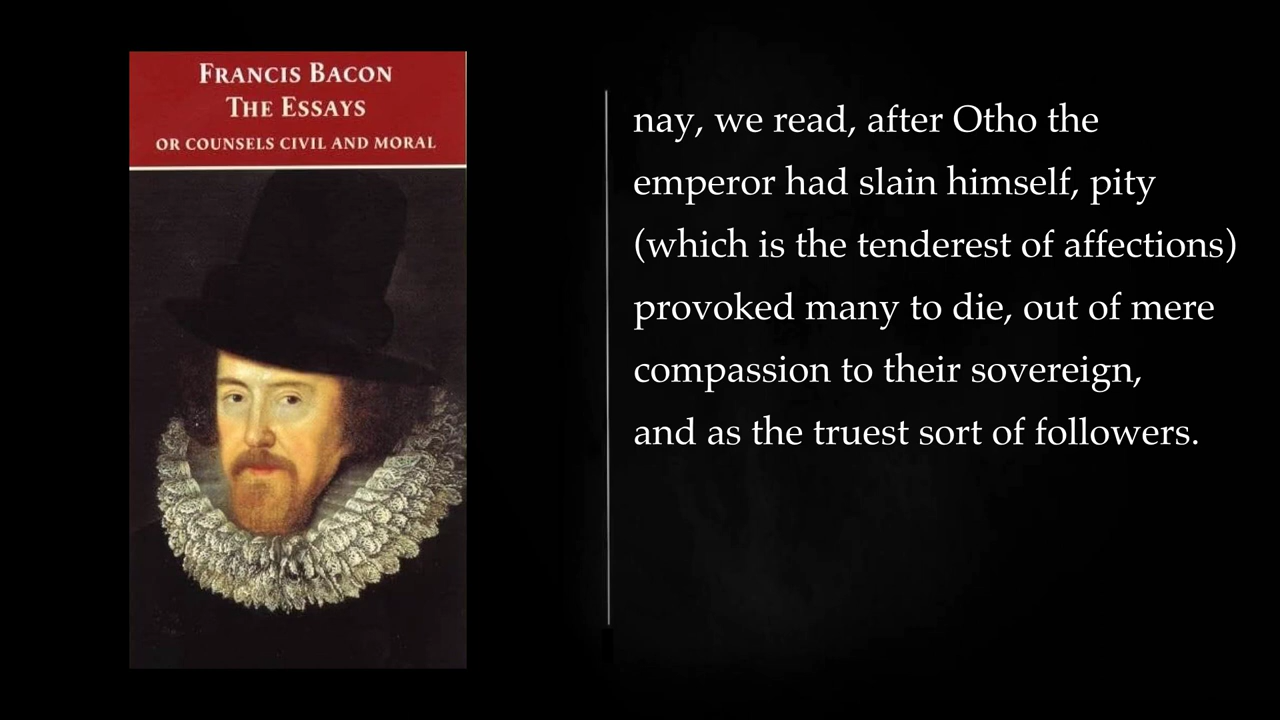 FRANCIS BACON
THE ESSAYS
OR COUNSELS CIVIL AND MORAL
nay, we read, after Otho the
emperor had slain himself, pity
(which is the tenderest of affections)
provoked many to die, out of mere
compassion to their sovereign,
and as the truest sort of followers.